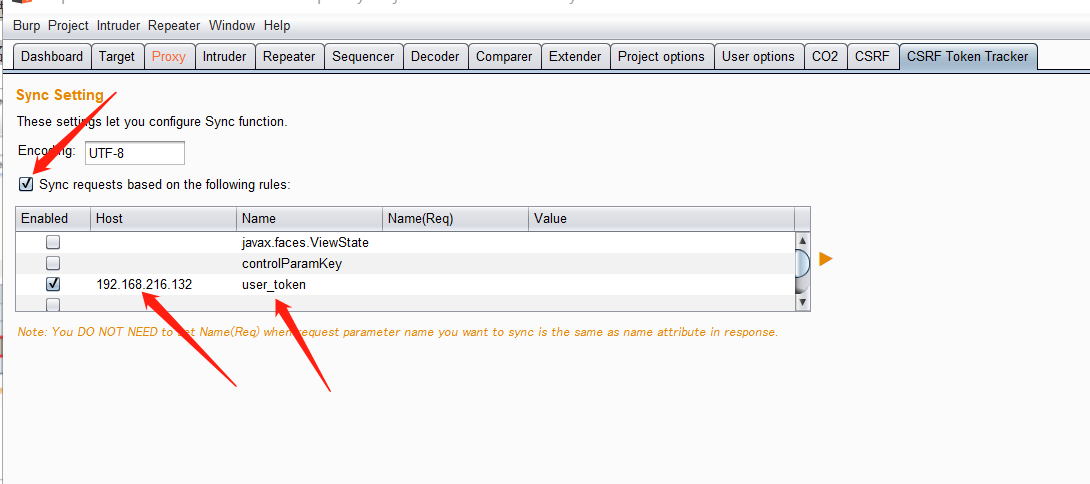 Burp Project Intruder Repeater Window Help
Dashboard Target Proxy Intruder Repeater Sequencer Decoder Comparer Extender Project options User options CO2 CSRF CSRF Token Tracker
Sync Setting
These settings let you configure Sync function.
Encoding: UTF-8
Sync requests based on the following rules:
Enabled Host Name Name(Req) Value
javax.faces.ViewState
controlParamKey
192.168.216.132 user_token
Note: You DO NOT NEED to set Name(Req) when request parameter name you want to sync is the same as name attribute in response.